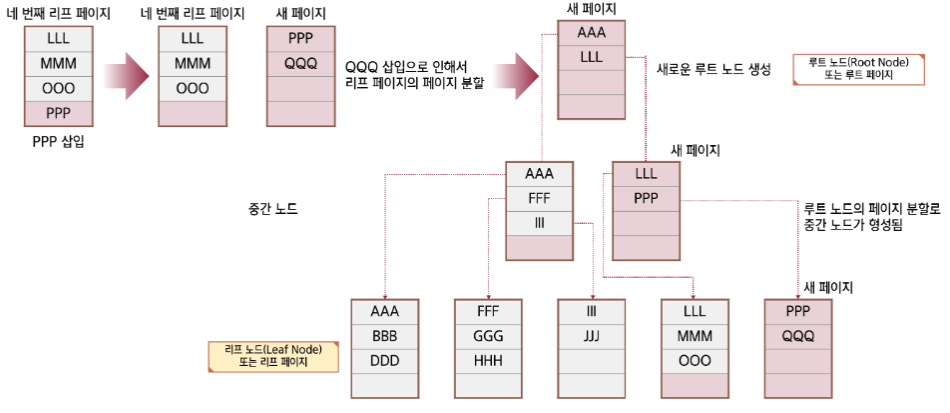 네 번째 리프 페이지
LLL
MMM
OOO
PPP
PPP 삽입
네 번째 리프 페이지
LLL
MMM
OOO
새 페이지
PPP
QQQ
QQQ 삽입으로 인해서
리프 페이지의 페이지 분할
새 페이지
AAA
LLL
새로운 루트 노드 생성
루트 노드(Root Node)
또는 루트 페이지
중간 노드
AAA
FFF
III
새 페이지
LLL
PPP
루트 노드의 페이지 분할로
중간 노드가 형성됨
리프 노드(Leaf Node)
또는 리프 페이지
AAA
BBB
DDD
FFF
GGG
HHH
III
JJJ
LLL
MMM
OOO
새 페이지
PPP
QQQ